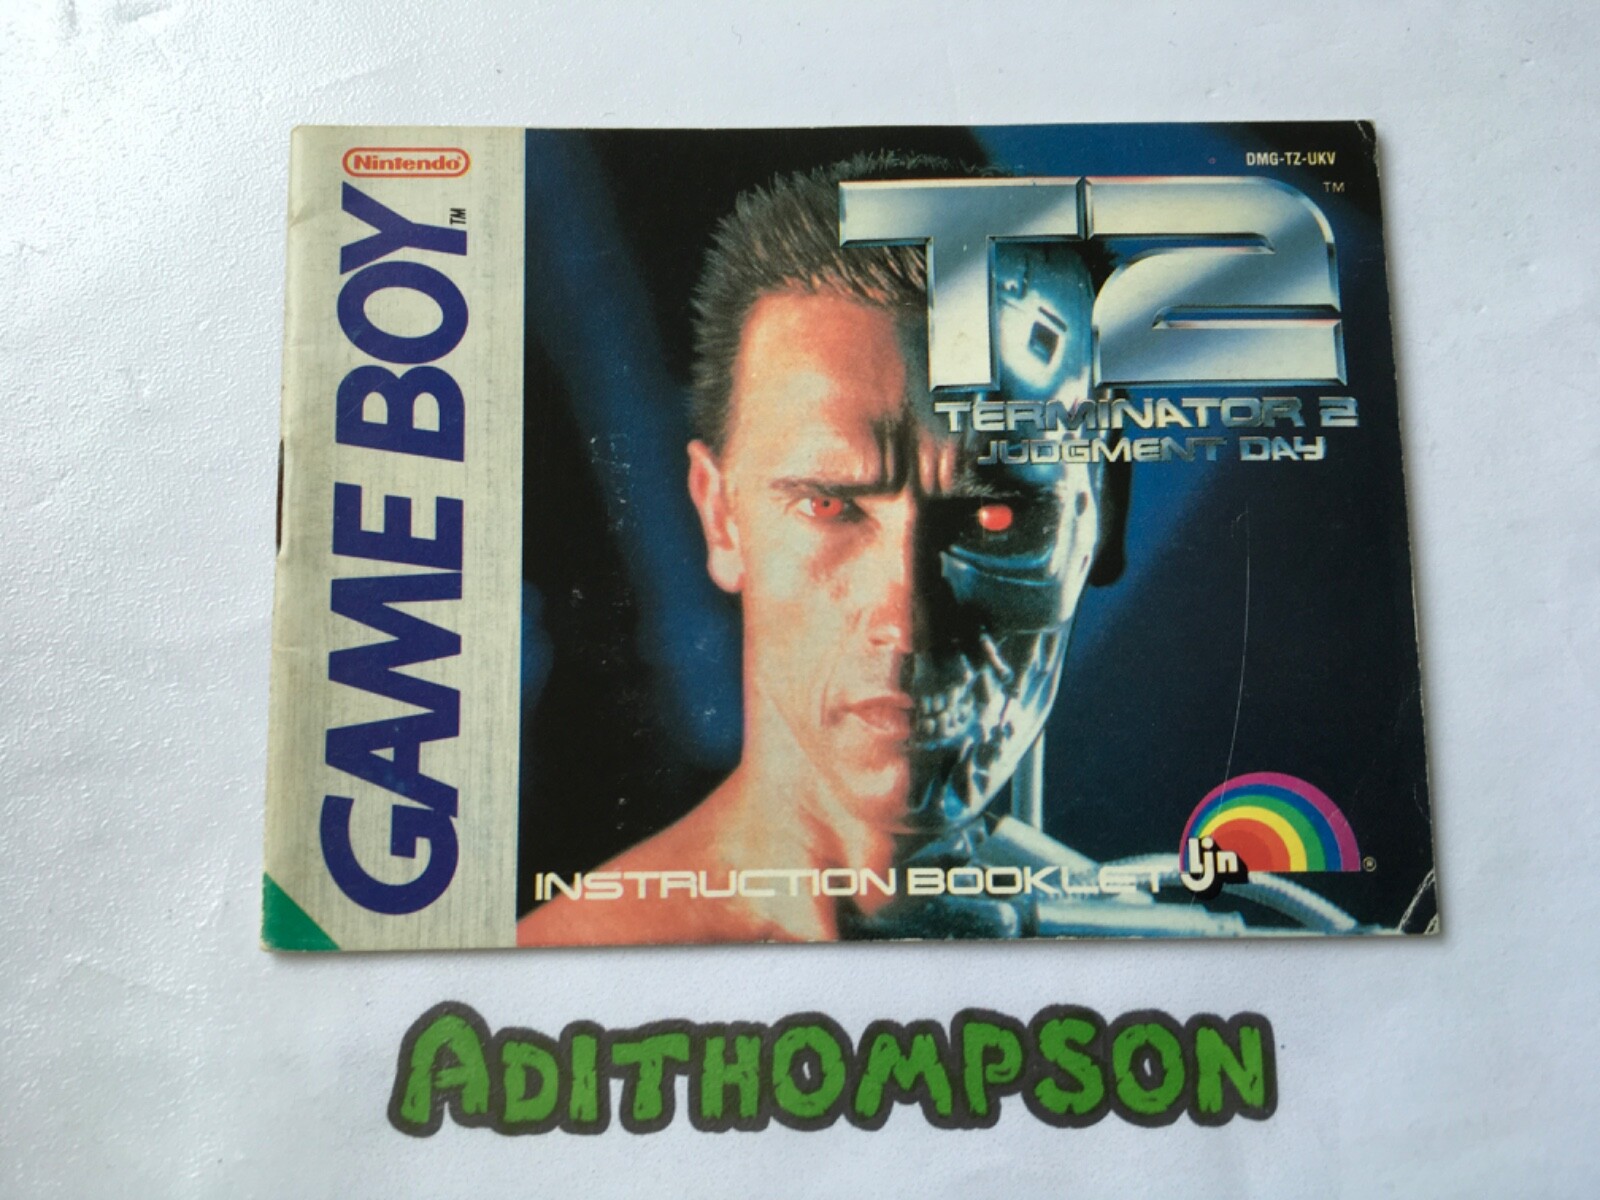 Nintendo
GAME BOY™
DMG-TZ-UKV
T2™
TERMINATOR 2
JUDGMENT DAY
INSTRUCTION BOOKLET
ljn®
ADITHOMPSON